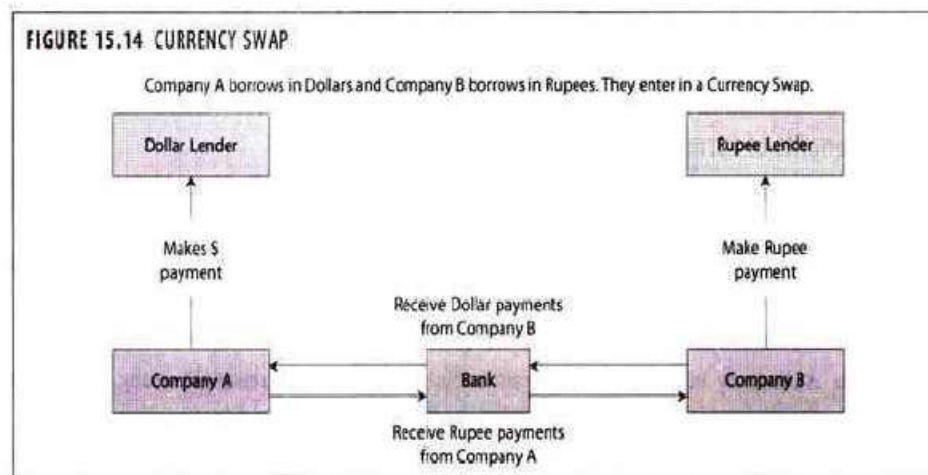 FIGURE 15.14 CURRENCY SWAP
Company A borrows in Dollars and Company B borrows in Rupees. They enter in a Currency Swap.
Dollar Lender
Rupee Lender
Makes $
payment
Make Rupee
payment
Receive Dollar payments
from Company B
Company A
Bank
Company B
Receive Rupee payments
from Company A